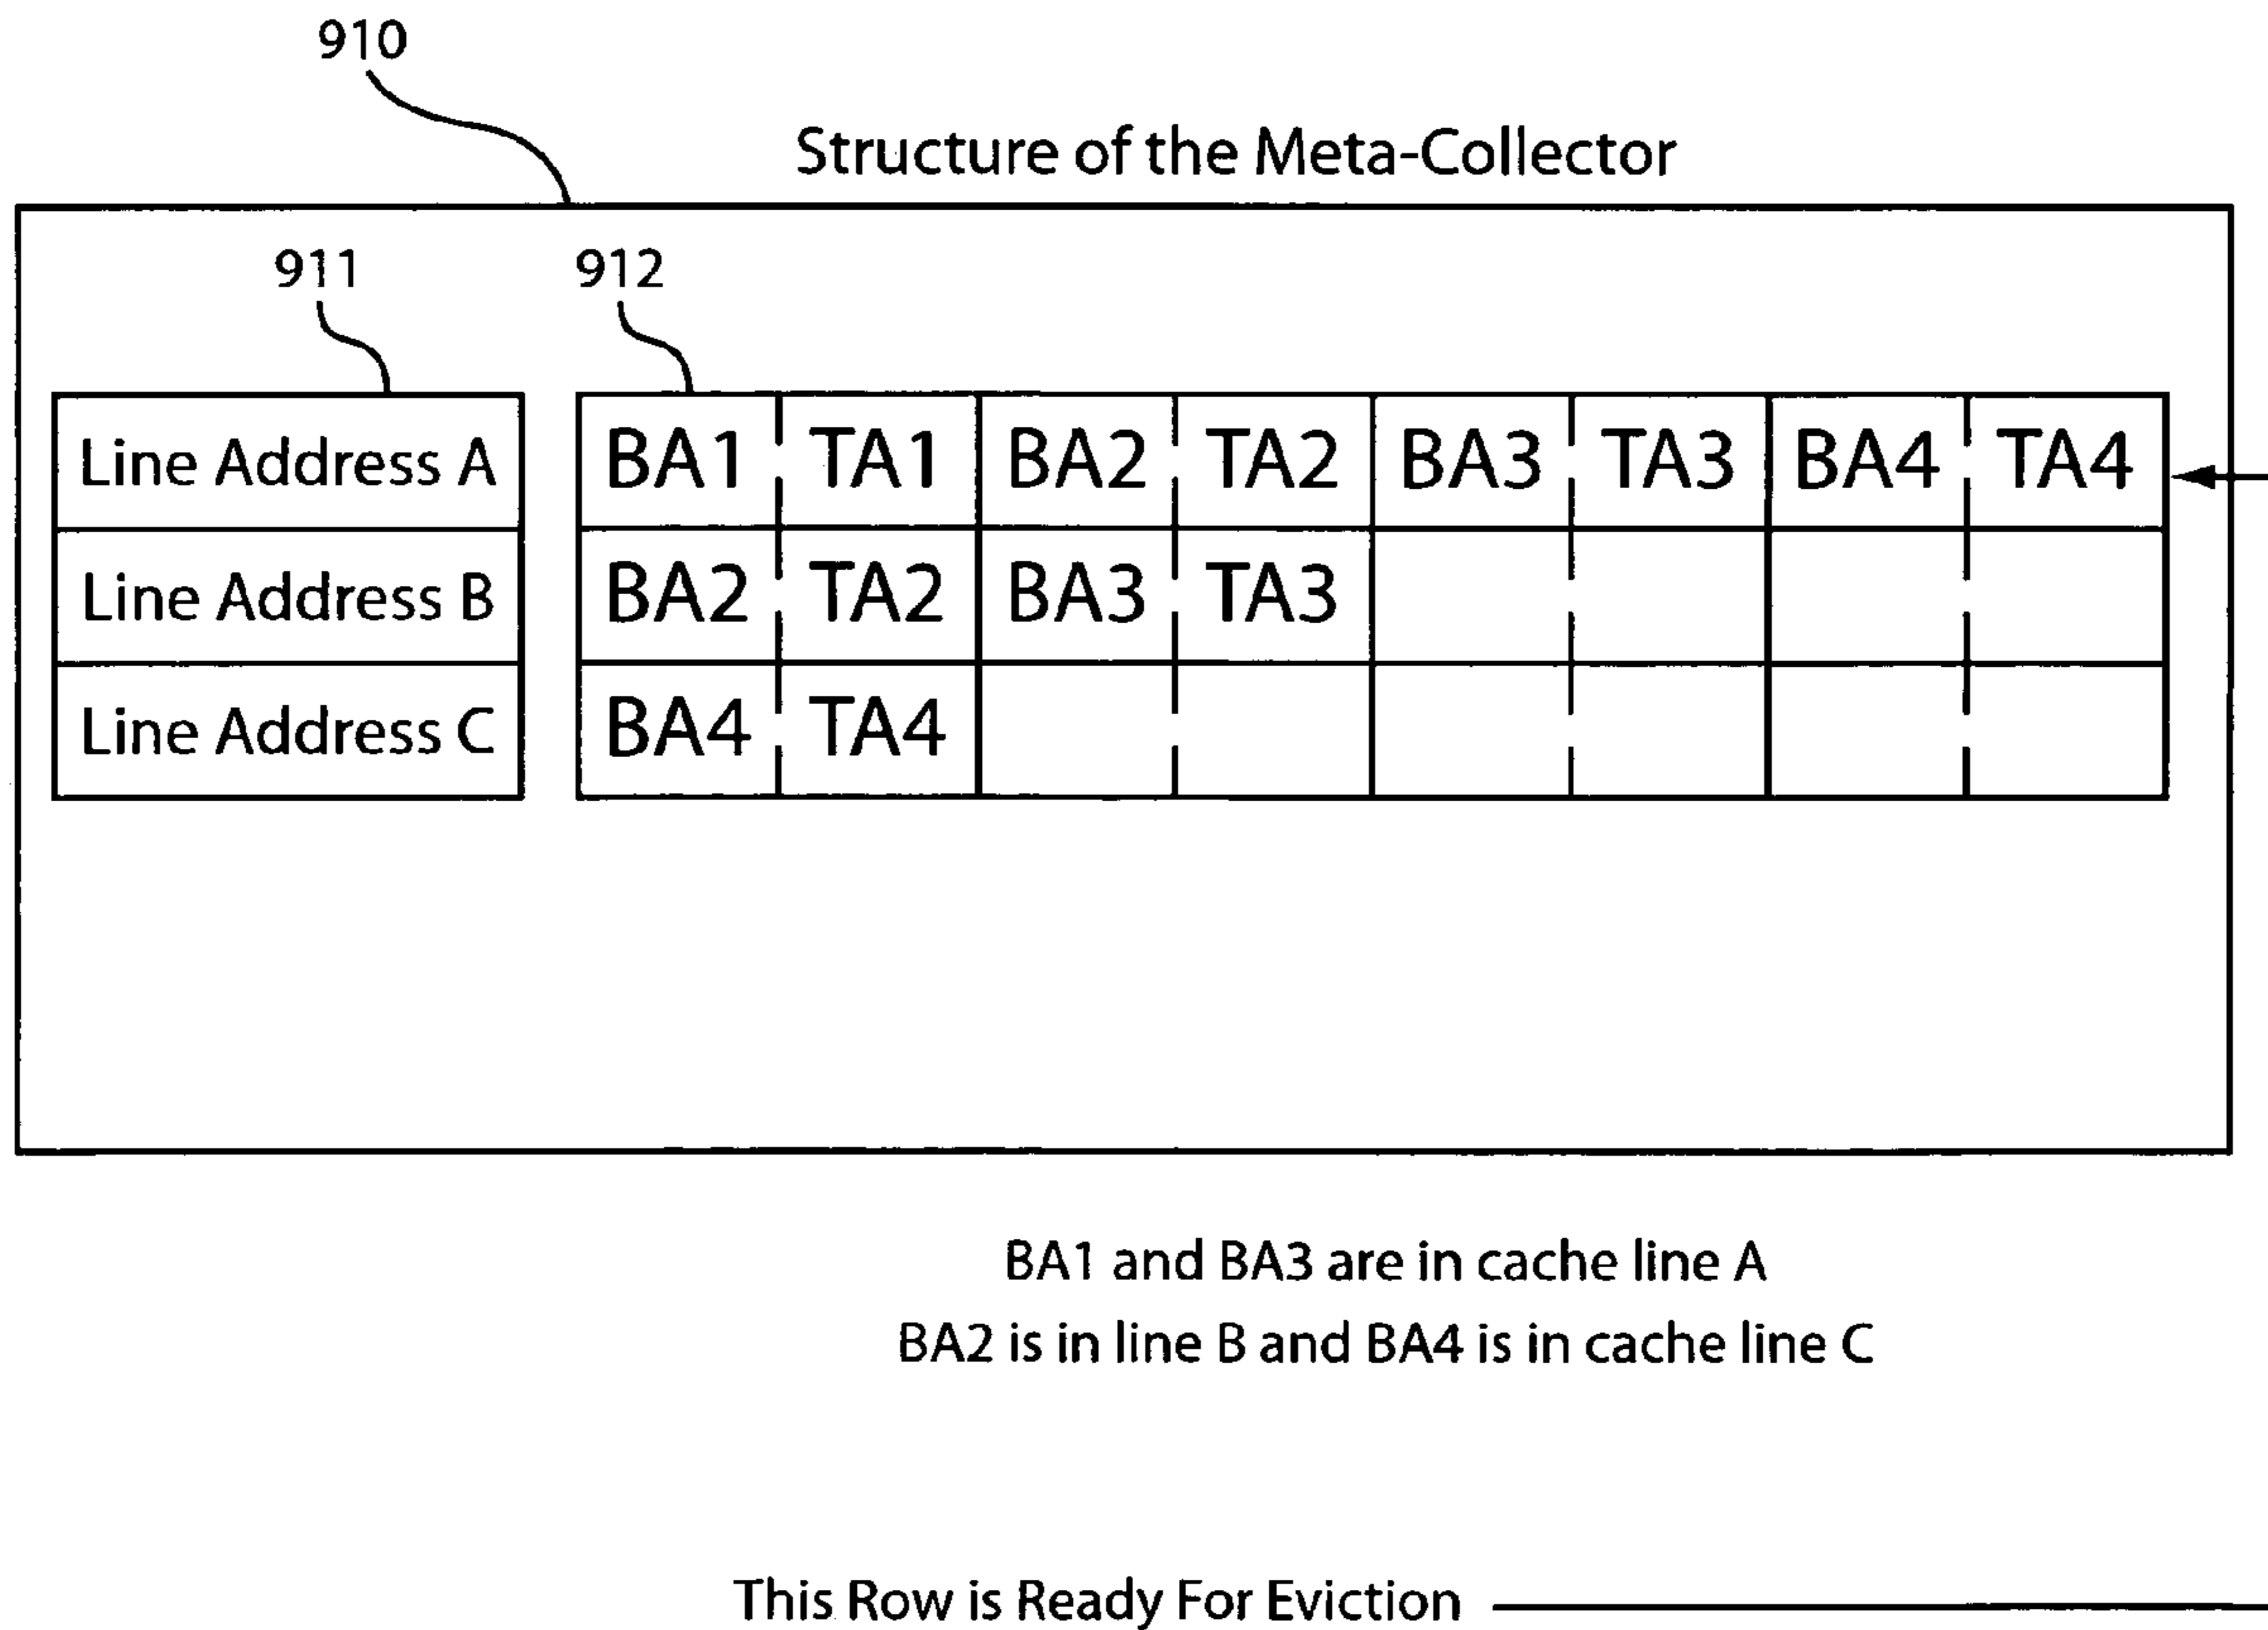 910
Structure of the Meta-Collector
911 912
Line Address A BA1 TA1 BA2 TA2 BA3 TA3 BA4 TA4
Line Address B BA2 TA2 BA3 TA3
Line Address C BA4 TA4
BA1 and BA3 are in cache line A
BA2 is in line B and BA4 is in cache line C
This Row is Ready For Eviction